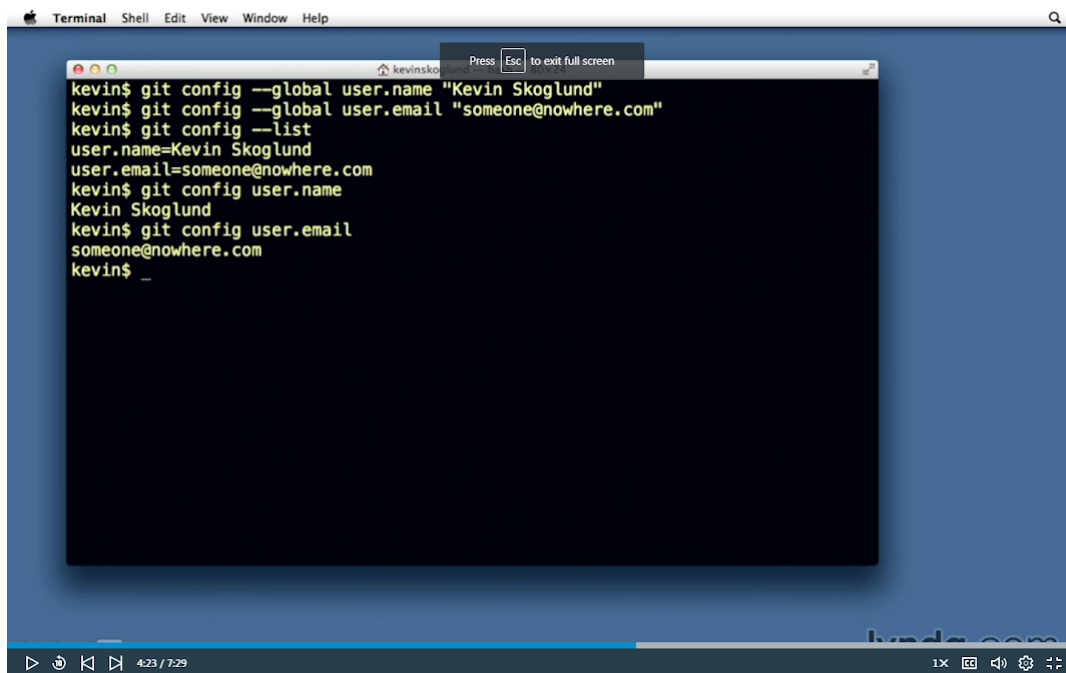 Terminal Shell Edit View Window Help
Press Esc to exit full screen
kevin$ git config --global user.name "Kevin Skoglund"
kevin$ git config --global user.email "someone@nowhere.com"
kevin$ git config --list
user.name=Kevin Skoglund
user.email=someone@nowhere.com
kevin$ git config user.name
Kevin Skoglund
kevin$ git config user.email
someone@nowhere.com
kevin$ _
10
4:23 / 7:29
1X CC